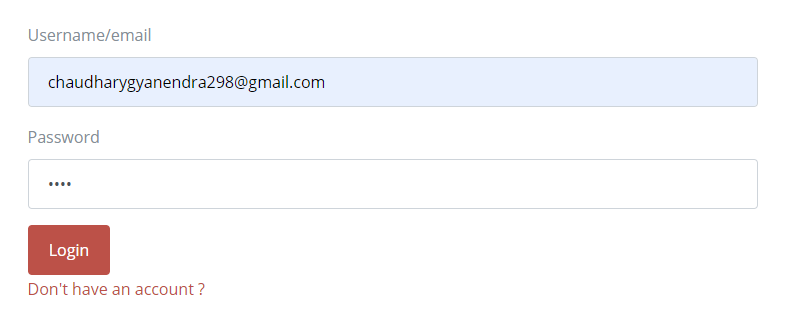 Username/email
chaudharygyanendra298@gmail.com
Password
••••
Login
Don't have an account ?